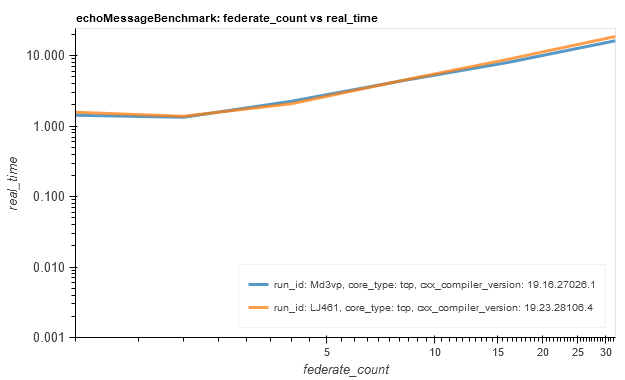 echoMessageBenchmark: federate_count vs real_time
10.000
1.000
0.100
0.010
0.001
real_time
run_id: Md3vp, core_type: tcp, cxx_compiler_version: 19.16.27026.1
run_id: LJ461, core_type: tcp, cxx_compiler_version: 19.23.28106.4
5
10
15
20
25
30
federate_count